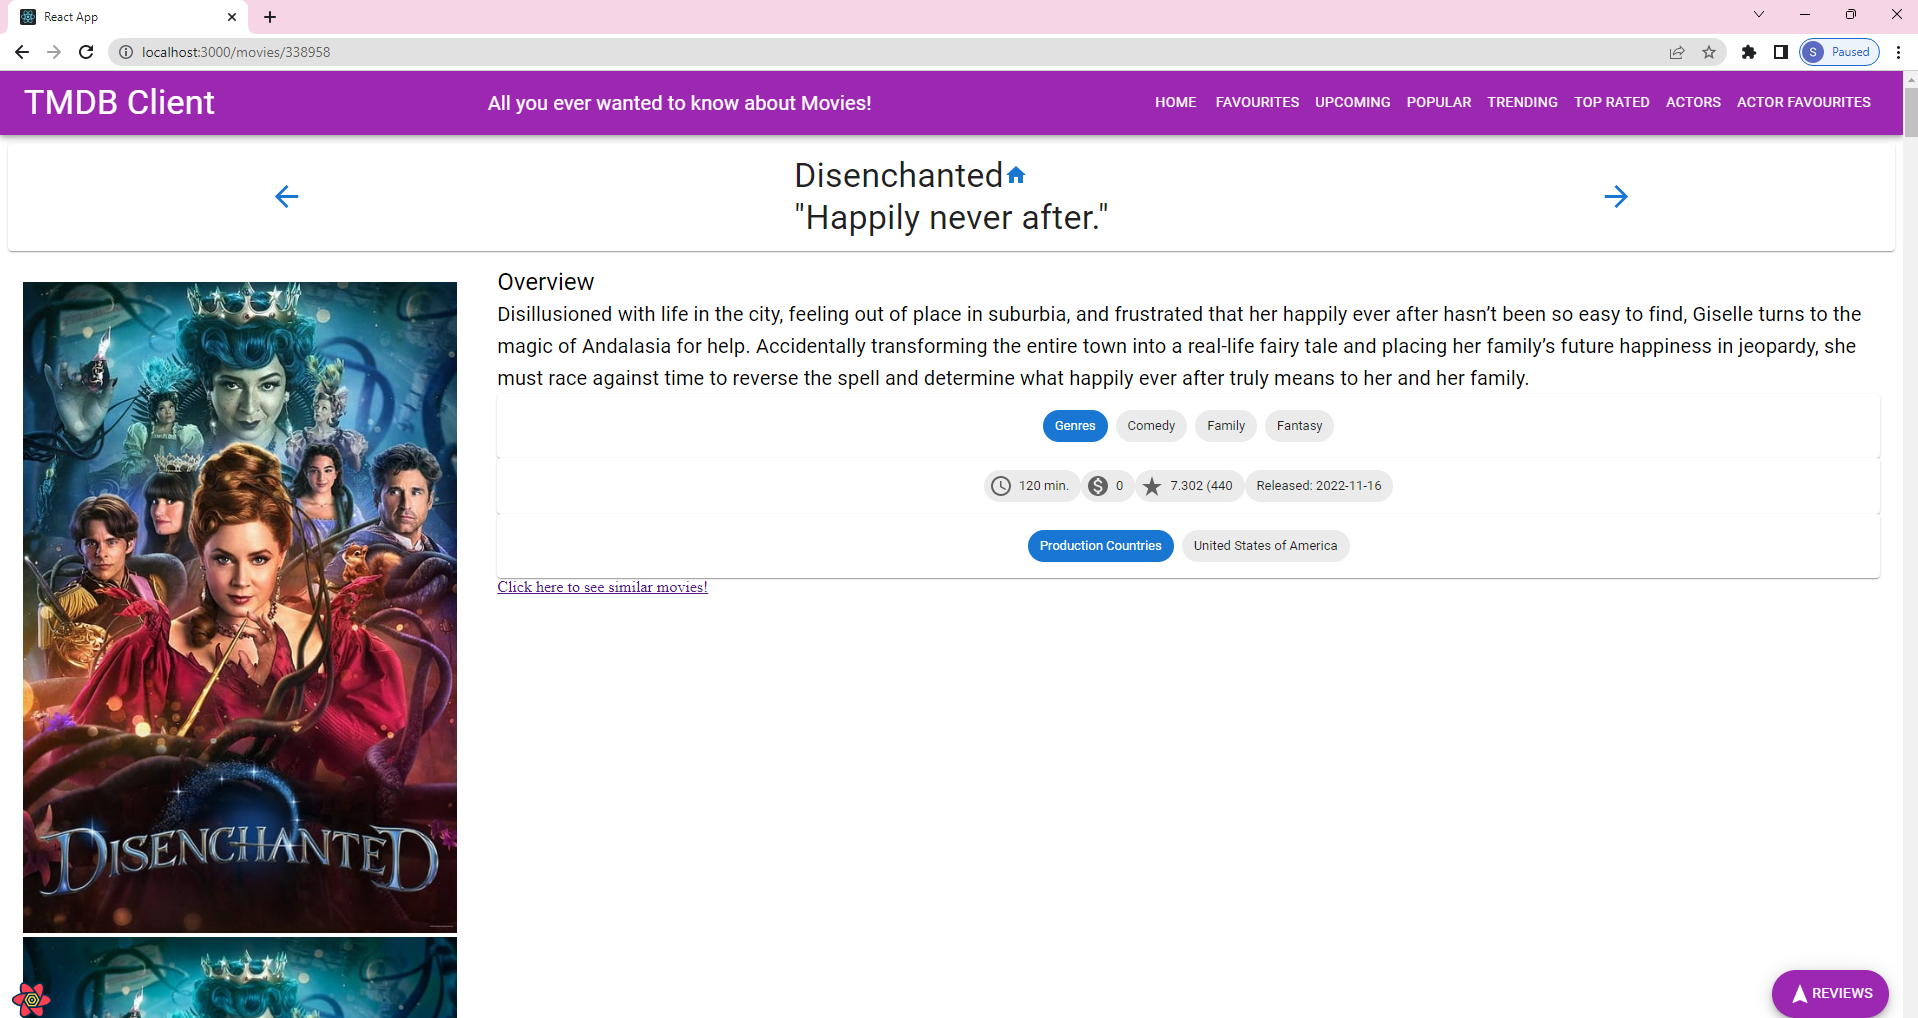 React App
localhost:3000/movies/338958
S Paused
TMDB Client
All you ever wanted to know about Movies!
HOME FAVOURITES UPCOMING POPULAR TRENDING TOP RATED ACTORS ACTOR FAVOURITES
Disenchanted
"Happily never after."
Overview
Disillusioned with life in the city, feeling out of place in suburbia, and frustrated that her happily ever after hasn’t been so easy to find, Giselle turns to the
magic of Andalasia for help. Accidentally transforming the entire town into a real-life fairy tale and placing her family’s future happiness in jeopardy, she
must race against time to reverse the spell and determine what happily ever after truly means to her and her family.
Genres Comedy Family Fantasy
120 min. $ 0 7.302 (440 Released: 2022-11-16
Production Countries United States of America
Click here to see similar movies!
DISENCHANTED
REVIEWS